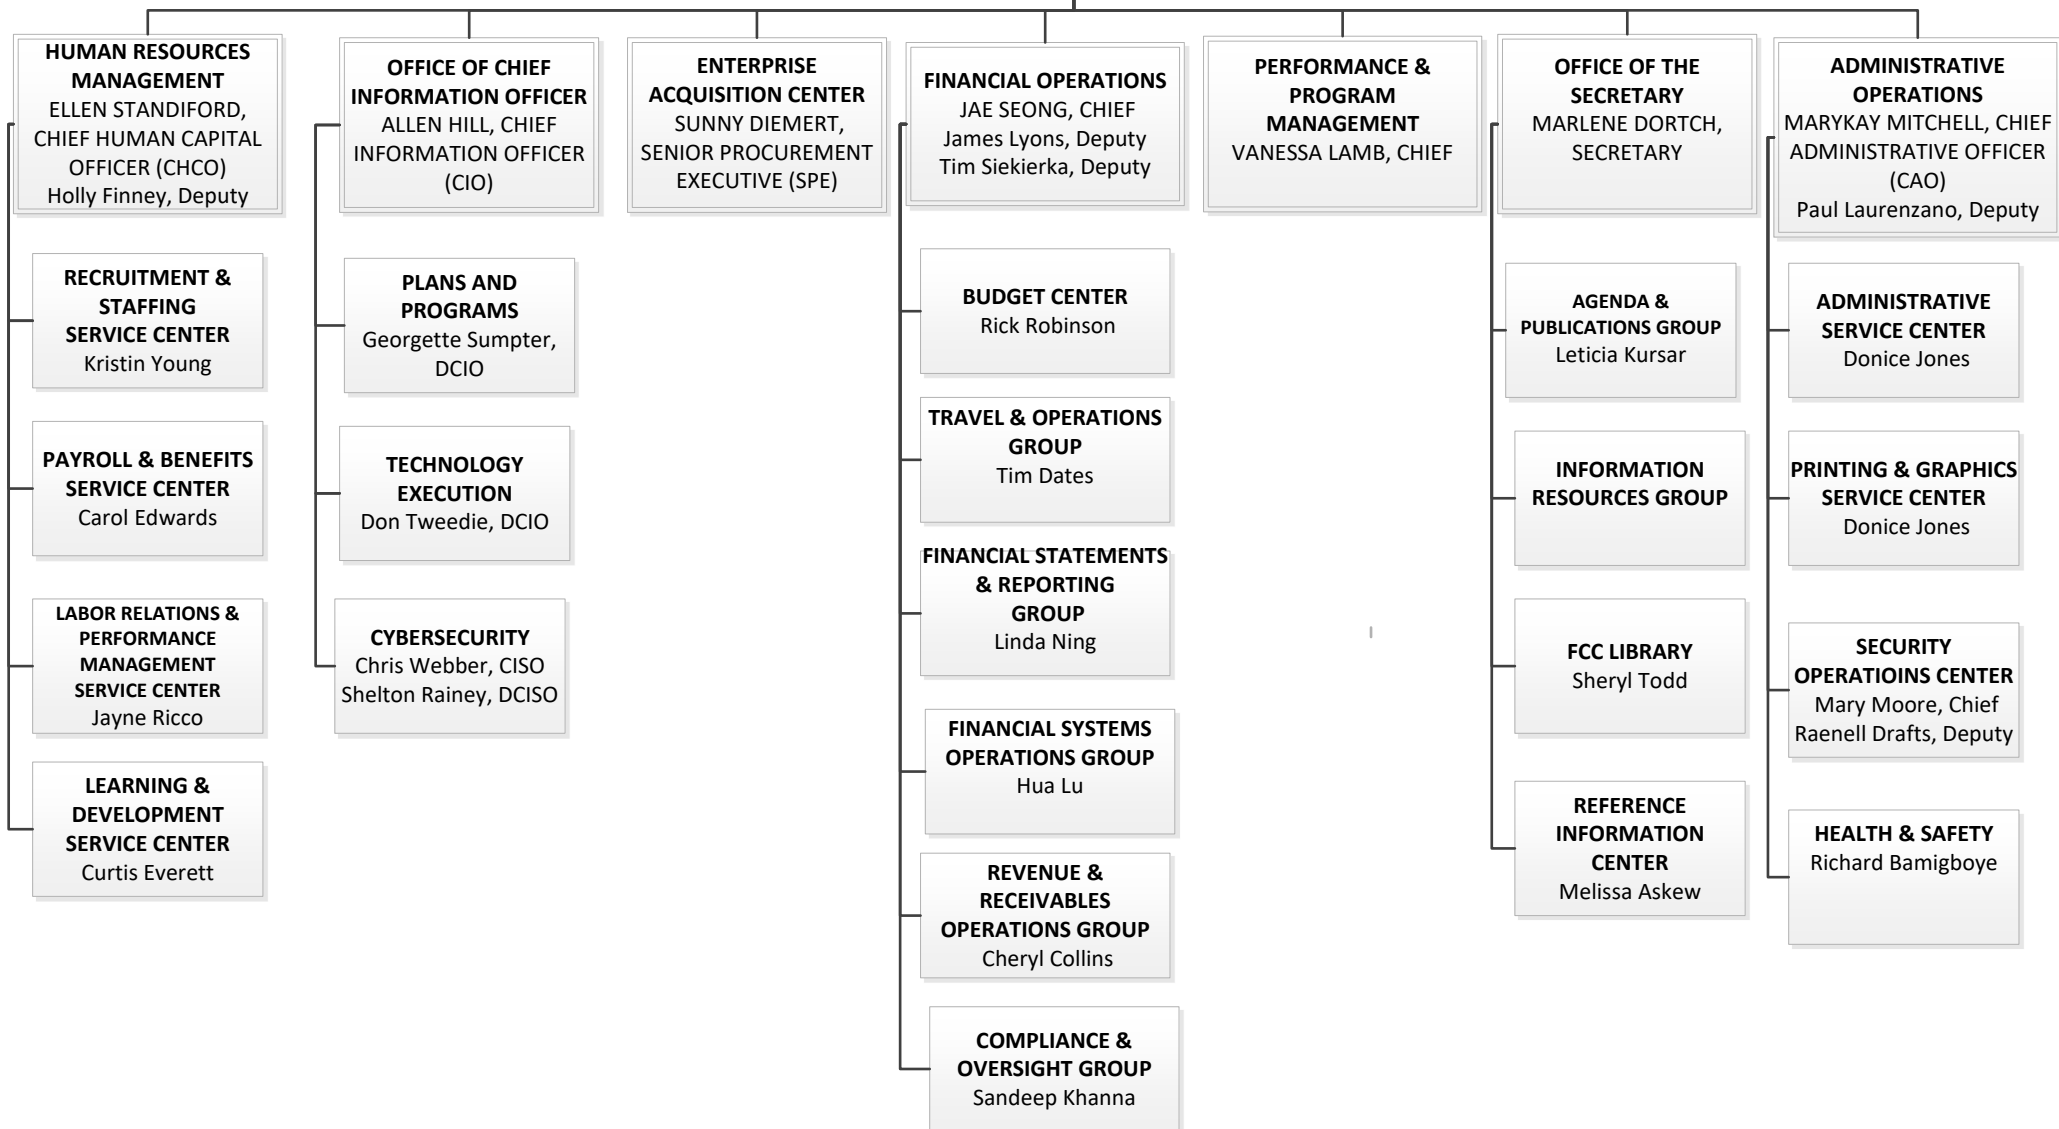 HUMAN RESOURCES
MANAGEMENT
ELLEN STANDIFORD,
CHIEF HUMAN CAPITAL
OFFICER (CHCO)
Holly Finney, Deputy
RECRUITMENT &
STAFFING
SERVICE CENTER
Kristin Young
PAYROLL & BENEFITS
SERVICE CENTER
Carol Edwards
LABOR RELATIONS &
PERFORMANCE
MANAGEMENT
SERVICE CENTER
Jayne Ricco
LEARNING &
DEVELOPMENT
SERVICE CENTER
Curtis Everett
OFFICE OF CHIEF
INFORMATION OFFICER
ALLEN HILL, CHIEF
INFORMATION OFFICER
(CIO)
PLANS AND
PROGRAMS
Georgette Sumpter,
DCIO
TECHNOLOGY
EXECUTION
Don Tweedie, DCIO
CYBERSECURITY
Chris Webber, CISO
Shelton Rainey, DCISO
ENTERPRISE
ACQUISITION CENTER
SUNNY DIEMERT,
SENIOR PROCUREMENT
EXECUTIVE (SPE)
FINANCIAL OPERATIONS
JAE SEONG, CHIEF
James Lyons, Deputy
Tim Siekierka, Deputy
BUDGET CENTER
Rick Robinson
TRAVEL & OPERATIONS
GROUP
Tim Dates
FINANCIAL STATEMENTS
& REPORTING
GROUP
Linda Ning
FINANCIAL SYSTEMS
OPERATIONS GROUP
Hua Lu
REVENUE &
RECEIVABLES
OPERATIONS GROUP
Cheryl Collins
COMPLIANCE &
OVERSIGHT GROUP
Sandeep Khanna
PERFORMANCE &
PROGRAM
MANAGEMENT
VANESSA LAMB, CHIEF
OFFICE OF THE
SECRETARY
MARLENE DORTCH,
SECRETARY
AGENDA &
PUBLICATIONS GROUP
Leticia Kursar
INFORMATION
RESOURCES GROUP
FCC LIBRARY
Sheryl Todd
REFERENCE
INFORMATION
CENTER
Melissa Askew
ADMINISTRATIVE
OPERATIONS
MARYKAY MITCHELL, CHIEF
ADMINISTRATIVE OFFICER
(CAO)
Paul Laurenzano, Deputy
ADMINISTRATIVE
SERVICE CENTER
Donice Jones
PRINTING & GRAPHICS
SERVICE CENTER
Donice Jones
SECURITY
OPERATIOINS CENTER
Mary Moore, Chief
Raenell Drafts, Deputy
HEALTH & SAFETY
Richard Bamigboye